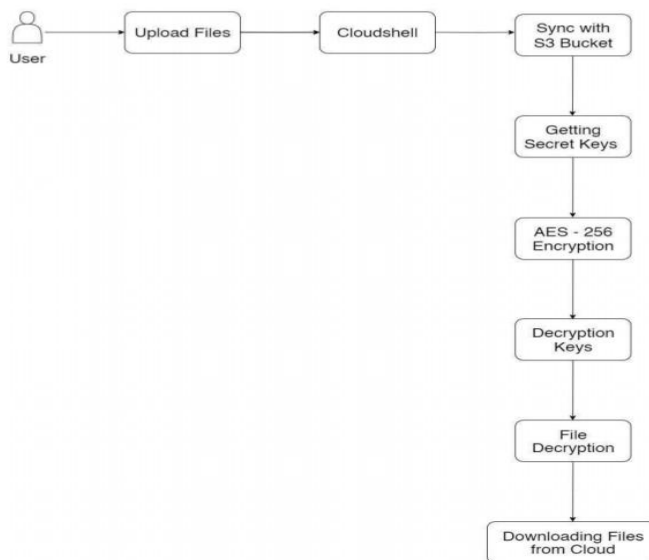 User
Upload Files
Cloudshell
Sync with
S3 Bucket
Getting
Secret Keys
AES - 256
Encryption
Decryption
Keys
File
Decryption
Downloading Files
from Cloud